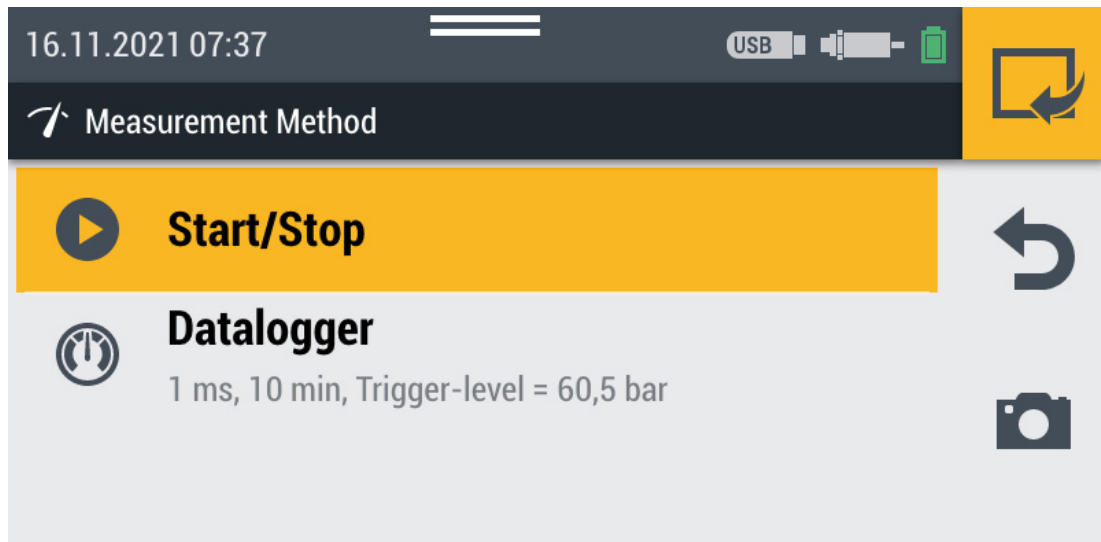 16.11.2021 07:37 USB
Measurement Method
Start/Stop
Datalogger
1 ms, 10 min, Trigger-level = 60,5 bar